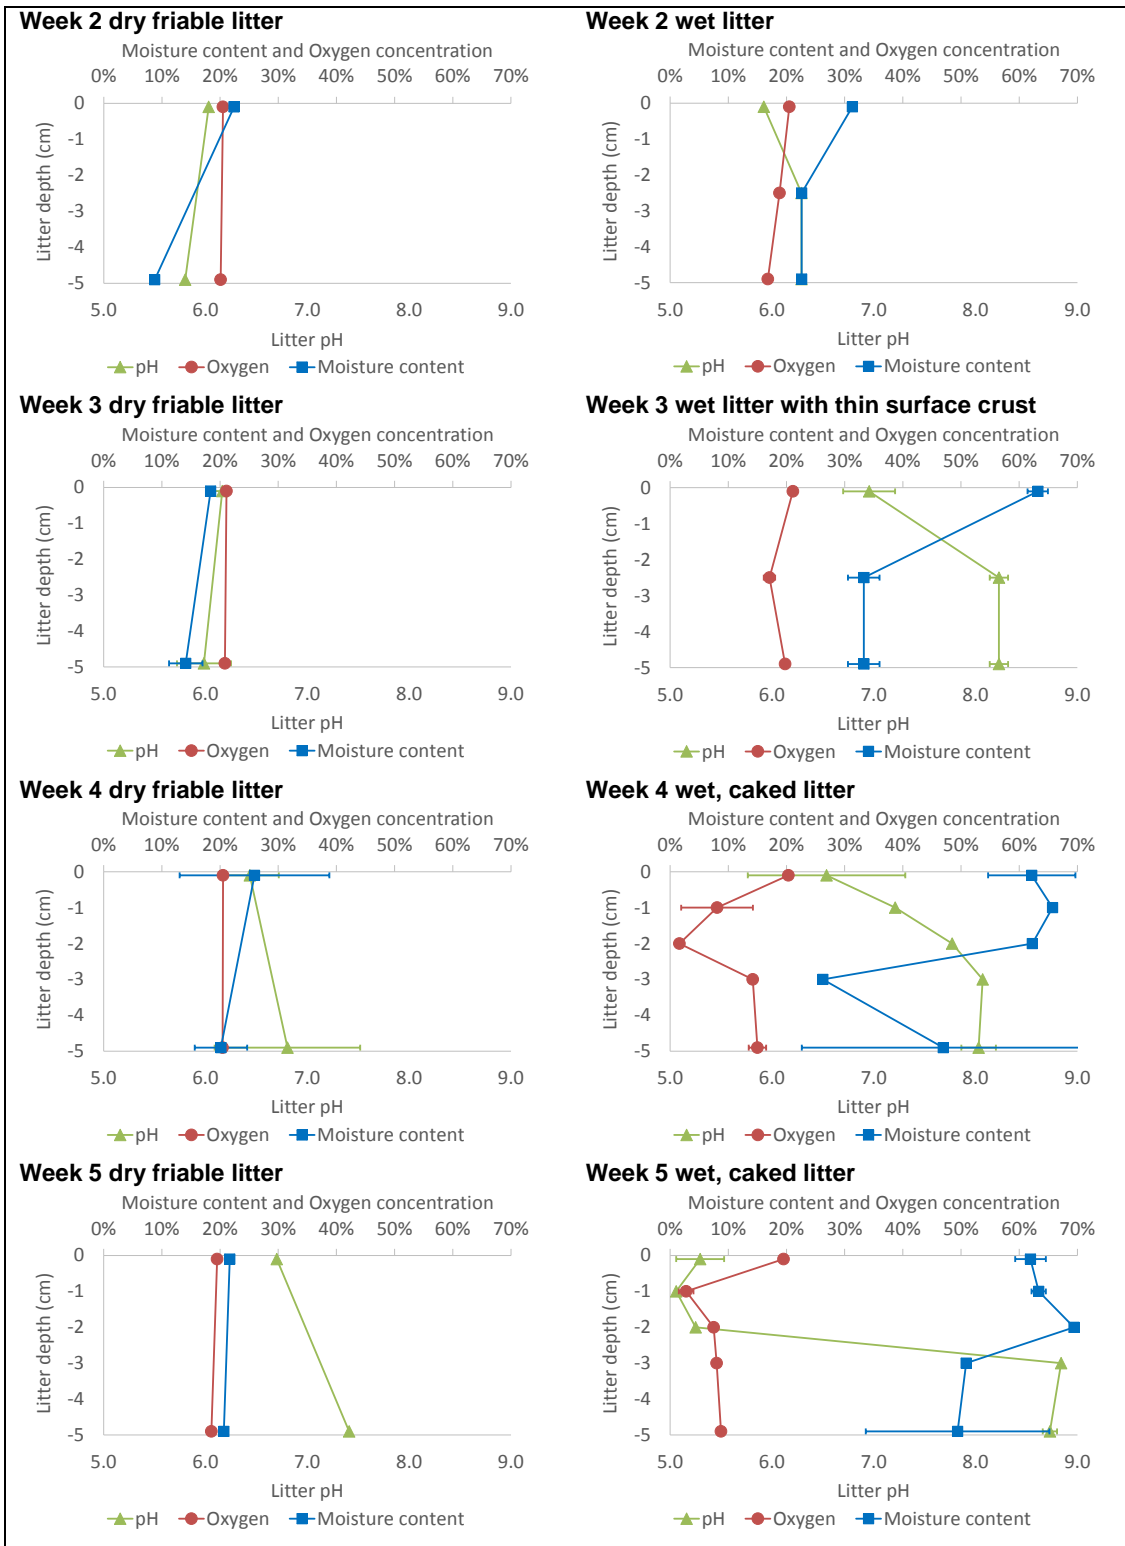 Week 2 dry friable litter
Moisture content and Oxygen concentration
0% 10% 20% 30% 40% 50% 60% 70%
Litter depth (cm)
0
-1
-2
-3
-4
-5
5.0 6.0 7.0 8.0 9.0
Litter pH
pH Oxygen Moisture content
Week 2 wet litter
Moisture content and Oxygen concentration
0% 10% 20% 30% 40% 50% 60% 70%
Litter depth (cm)
0
-1
-2
-3
-4
-5
5.0 6.0 7.0 8.0 9.0
Litter pH
pH Oxygen Moisture content
Week 3 dry friable litter
Moisture content and Oxygen concentration
0% 10% 20% 30% 40% 50% 60% 70%
Litter depth (cm)
0
-1
-2
-3
-4
-5
5.0 6.0 7.0 8.0 9.0
Litter pH
pH Oxygen Moisture content
Week 3 wet litter with thin surface crust
Moisture content and Oxygen concentration
0% 10% 20% 30% 40% 50% 60% 70%
Litter depth (cm)
0
-1
-2
-3
-4
-5
5.0 6.0 7.0 8.0 9.0
Litter pH
pH Oxygen Moisture content
Week 4 dry friable litter
Moisture content and Oxygen concentration
0% 10% 20% 30% 40% 50% 60% 70%
Litter depth (cm)
0
-1
-2
-3
-4
-5
5.0 6.0 7.0 8.0 9.0
Litter pH
pH Oxygen Moisture content
Week 4 wet, caked litter
Moisture content and Oxygen concentration
0% 10% 20% 30% 40% 50% 60% 70%
Litter depth (cm)
0
-1
-2
-3
-4
-5
5.0 6.0 7.0 8.0 9.0
Litter pH
pH Oxygen Moisture content
Week 5 dry friable litter
Moisture content and Oxygen concentration
0% 10% 20% 30% 40% 50% 60% 70%
Litter depth (cm)
0
-1
-2
-3
-4
-5
5.0 6.0 7.0 8.0 9.0
Litter pH
pH Oxygen Moisture content
Week 5 wet, caked litter
Moisture content and Oxygen concentration
0% 10% 20% 30% 40% 50% 60% 70%
Litter depth (cm)
0
-1
-2
-3
-4
-5
5.0 6.0 7.0 8.0 9.0
Litter pH
pH Oxygen Moisture content